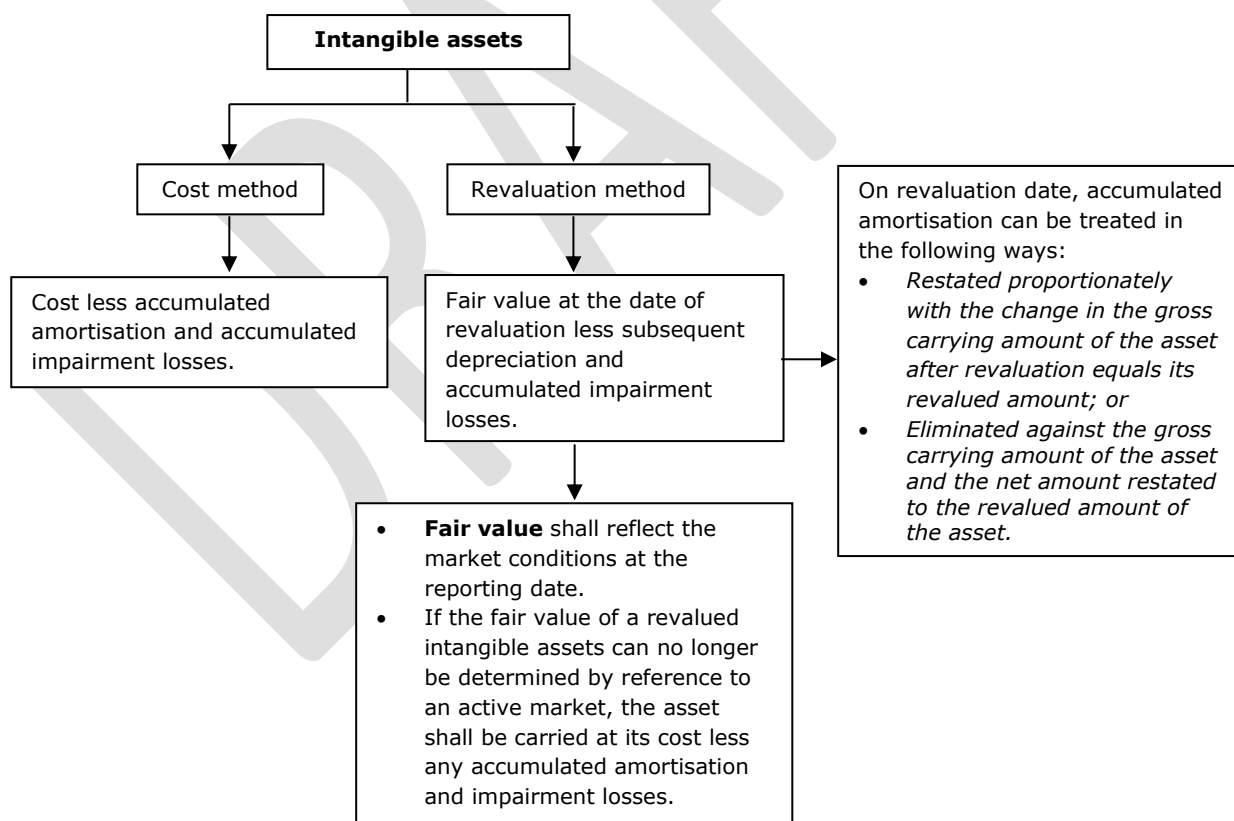 Intangible assets
Cost method
Revaluation method
Cost less accumulated
amortisation and accumulated
impairment losses.
Fair value at the date of
revaluation less subsequent
depreciation and
accumulated impairment
losses.
On revaluation date, accumulated
amortisation can be treated in
the following ways:
• Restated proportionately
with the change in the gross
carrying amount of the asset
after revaluation equals its
revalued amount; or
• Eliminated against the gross
carrying amount of the asset
and the net amount restated
to the revalued amount of
the asset.
• Fair value shall reflect the
market conditions at the
reporting date.
• If the fair value of a revalued
intangible assets can no longer
be determined by reference to
an active market, the asset
shall be carried at its cost less
any accumulated amortisation
and impairment losses.